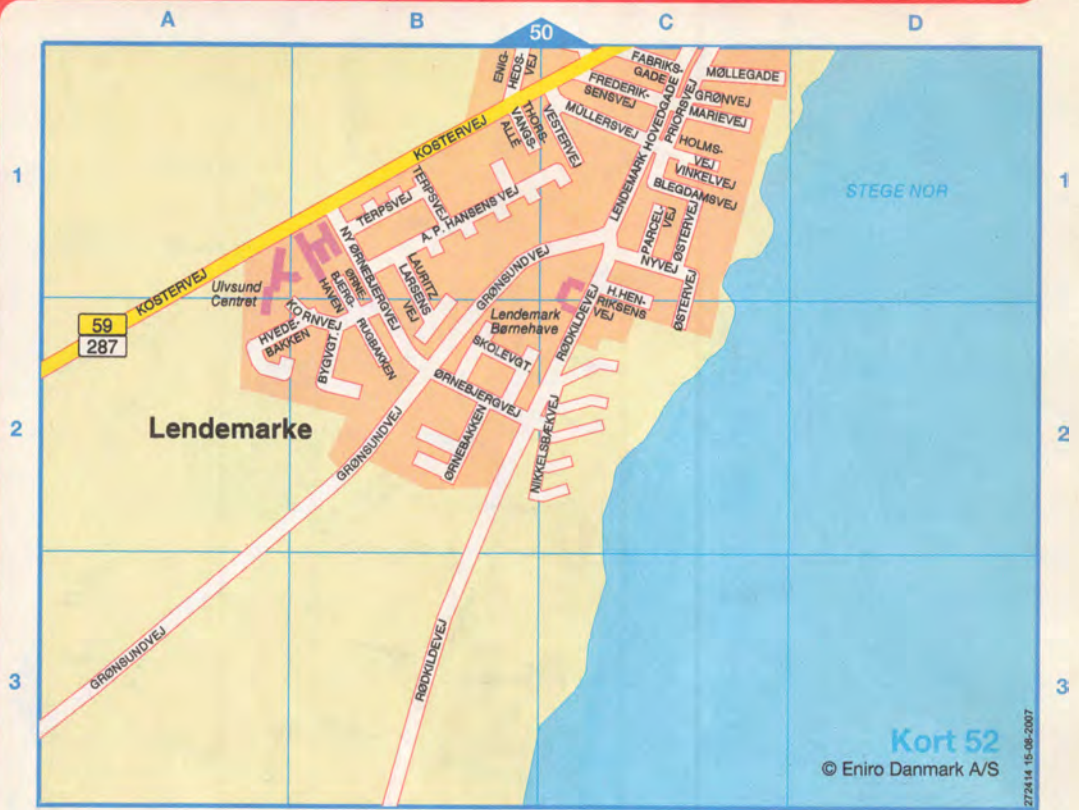 A
B
C
D
50
1
2
3
1
2
3
ENIG-
HEDS-
VEJ
FABRIKS-
GADE
FREDERIK-
SENSVEJ
MØLLEGADE
GRØNVEJ
MARIEVEJ
MÜLLERSVEJ
LENDEMARK HOVEDGADE
PRIORSVEJ
HOLMS-
VEJ
VINKELVEJ
BLEGDAMSVEJ
STEGE NOR
KOSTERVEJ
THORS-
VANGS-
ALLE
VESTERVEJ
TERPSVEJ
TERPSVEJ
A. P. HANSENS VEJ
PARCEL-
VEJ
ØSTERVEJ
NYVEJ
ØSTERVEJ
NY ØRNEBJERGVEJ
ØRNE-
BJERG-
HAVEN
LAURITZ
LARSENS
VEJ
GRØNSUNDVEJ
H.HEN-
RIKSENS
VEJ
KOSTERVEJ
Ulvsund
Centret
Lendemark
Børnehave
RØDKILDEVEJ
59
287
KORNVEJ
HVEDE-
BAKKEN
BYGVGT.
RUGBAKKEN
SKOLEVGT.
ØRNEBJERGVEJ
ØRNEBAKKEN
NIKKELSBÆKVEJ
Lendemarke
GRØNSUNDVEJ
GRØNSUNDVEJ
RØDKILDEVEJ
Kort 52
© Eniro Danmark A/S
272414 15-08-2007